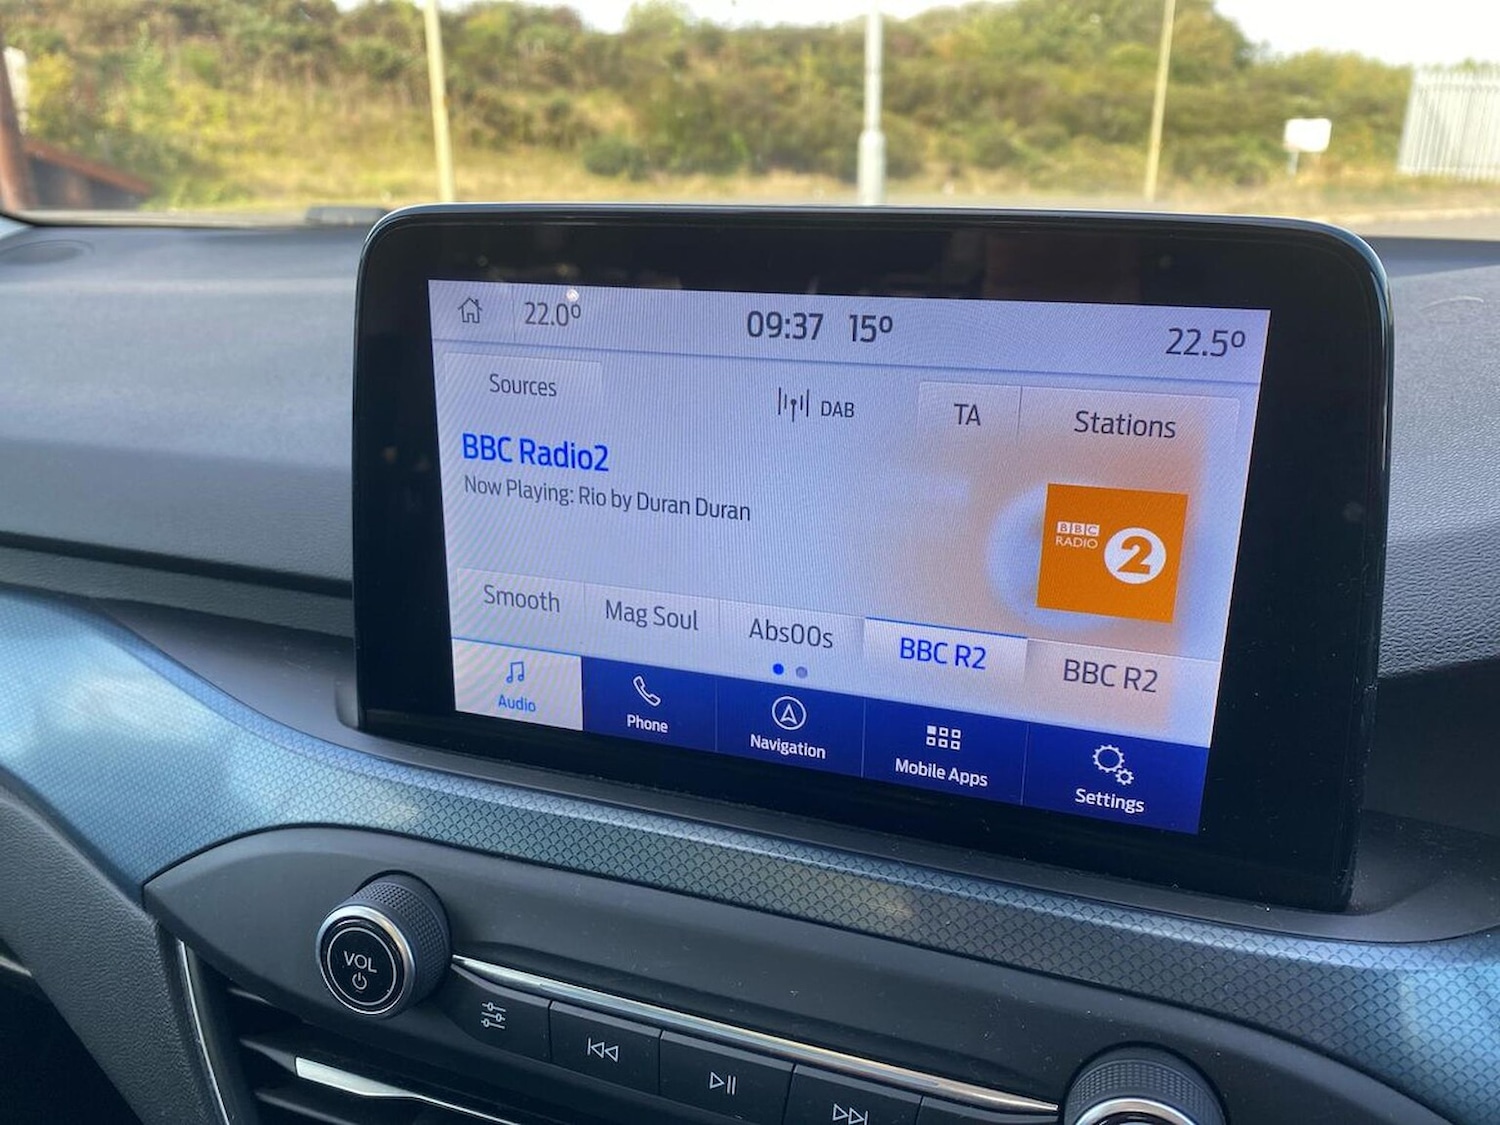 22.0° 09:37 15° 22.5°
Sources DAB TA Stations
BBC Radio2
Now Playing: Rio by Duran Duran
BBC
RADIO 2
Smooth Mag Soul Abs00s BBC R2 BBC R2
Audio Phone Navigation Mobile Apps Settings
VOL